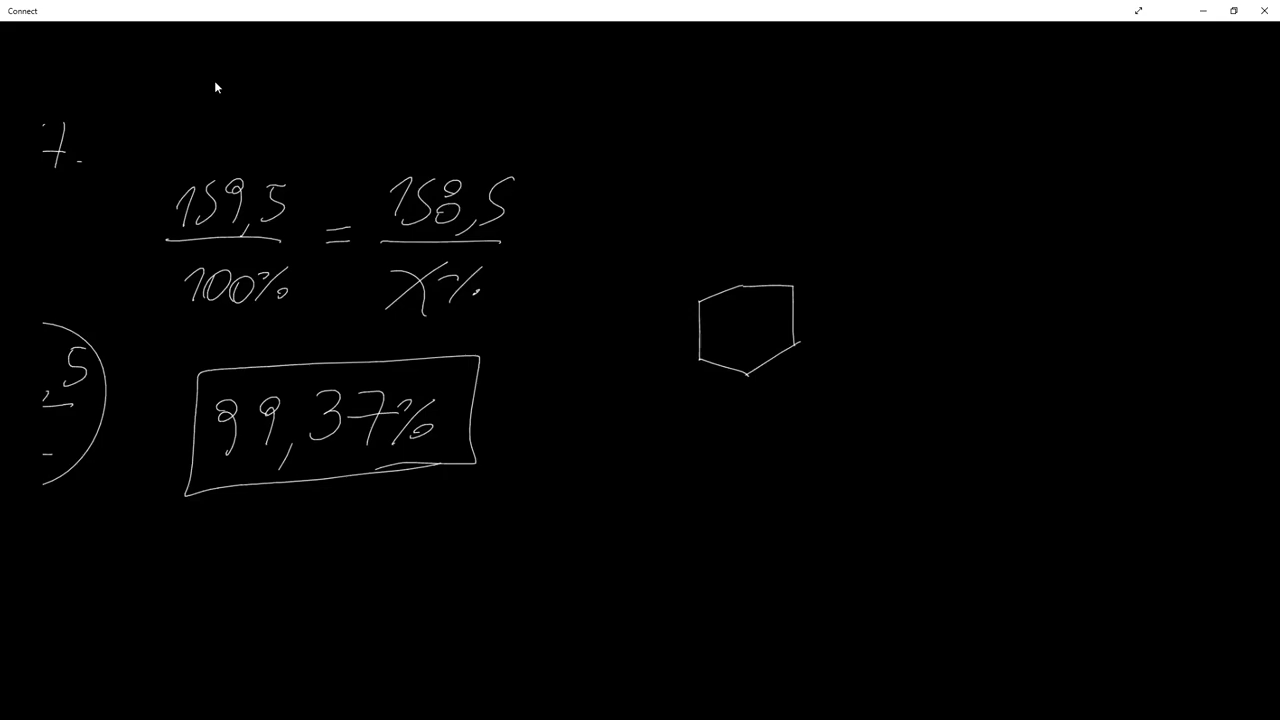 Connect
7.
159,5 = 158,5
100% X%
5
99,37%